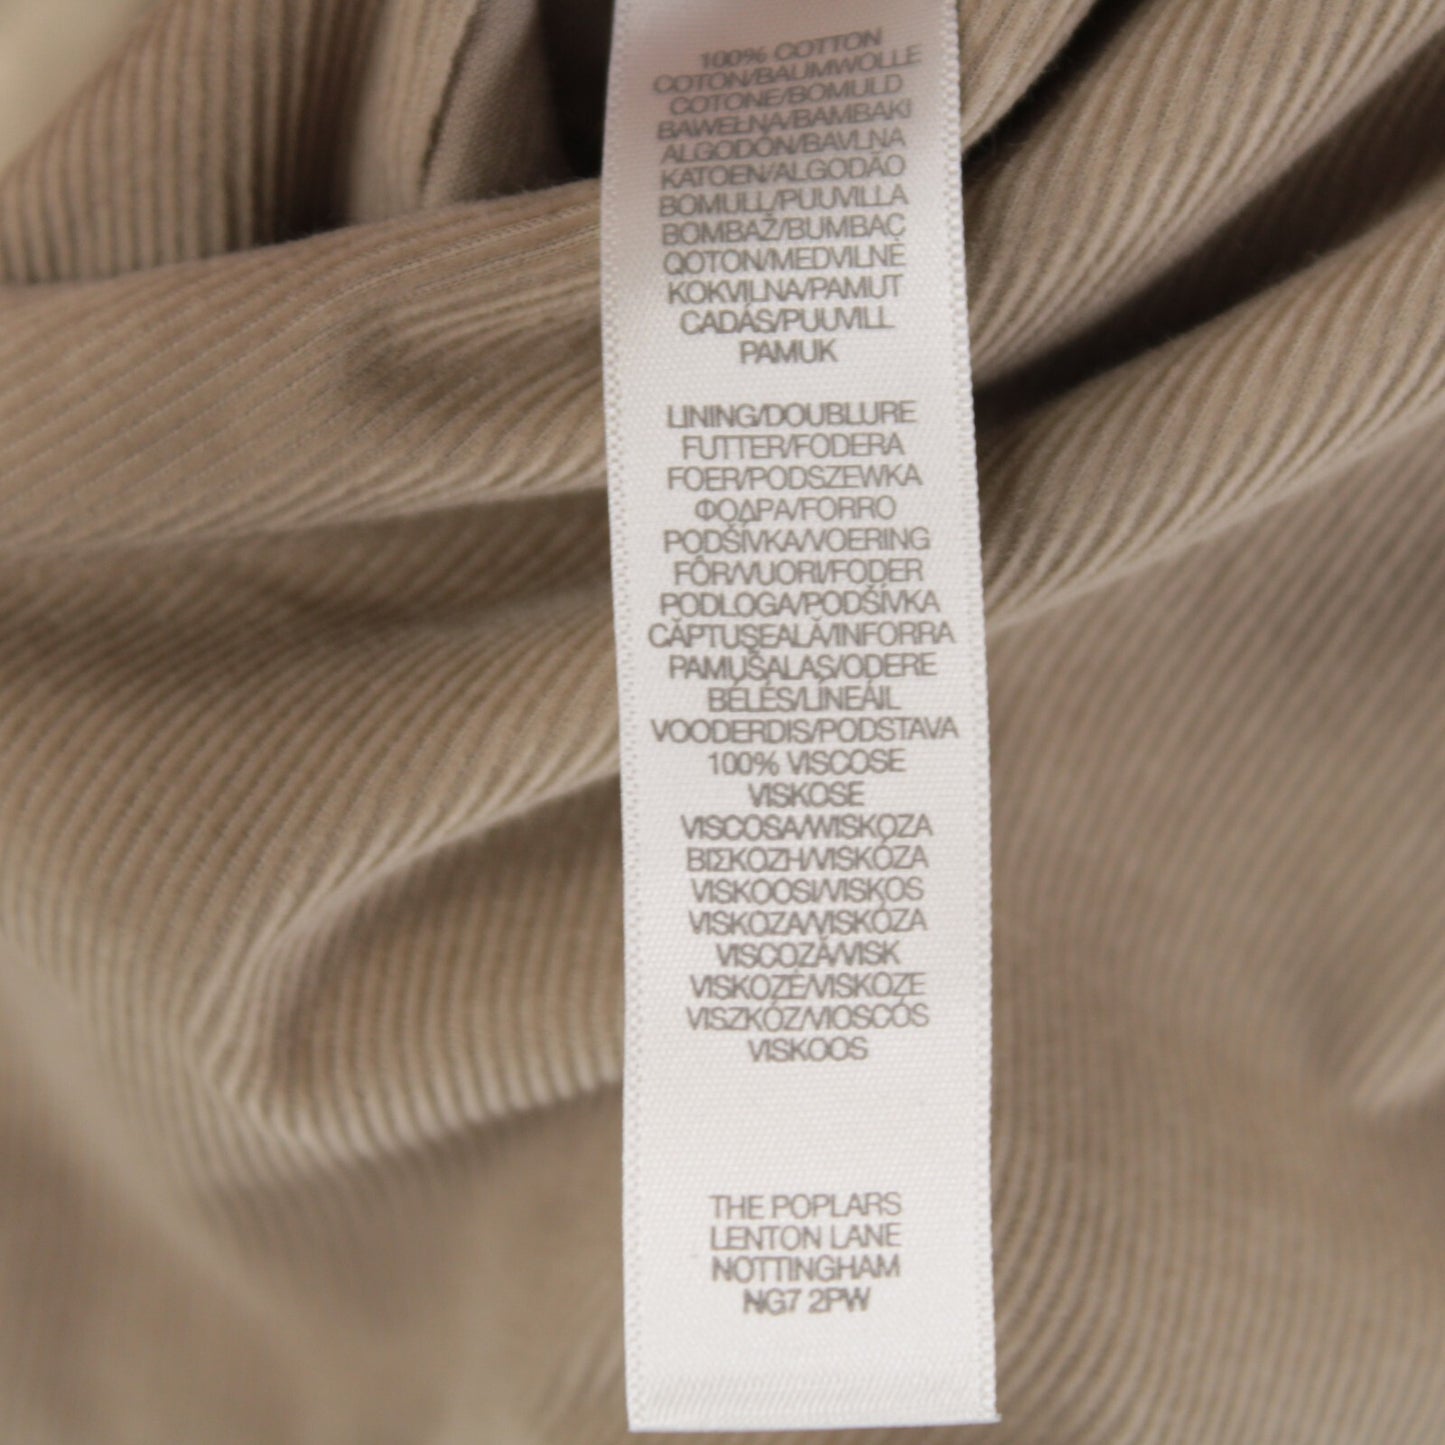 100% COTTON
COTON/BAUMWOLLE
COTONE/BOMULD
BAWEŁNA/BAMBAKI
ALGODÓN/BAVLNA
KATOEN/ALGODÃO
BOMULL/PUUVILLA
BOMBAŽ/BUMBAC
QOTON/MEDVILNĖ
KOKVILNA/PAMUT
CADÁS/PUUVILL
PAMUK
LINING/DOUBLURE
FUTTER/FODERA
FOER/PODSZEWKA
ΦΟΔΡΑ/FORRO
PODŠÍVKA/VOERING
FÔR/VUORI/FODER
PODLOGA/PODŠÍVKA
CĂPTUŞEALĂ/INFORRA
PAMUŠALAS/ODERE
BÉLÉS/LÍNEÁIL
VOODERDIS/PODSTAVA
100% VISCOSE
VISKOSE
VISCOSA/WISKOZA
ΒΙΣΚΟΖΗ/VISKÓZA
VISKOOSI/VISKOS
VISKOZA/VISKÓZA
VISCOZĂ/VISK
VISKOZĖ/VISKOZE
VISZKÓZ/VIOSCÓS
VISKOOS
THE POPLARS
LENTON LANE
NOTTINGHAM
NG7 2PW